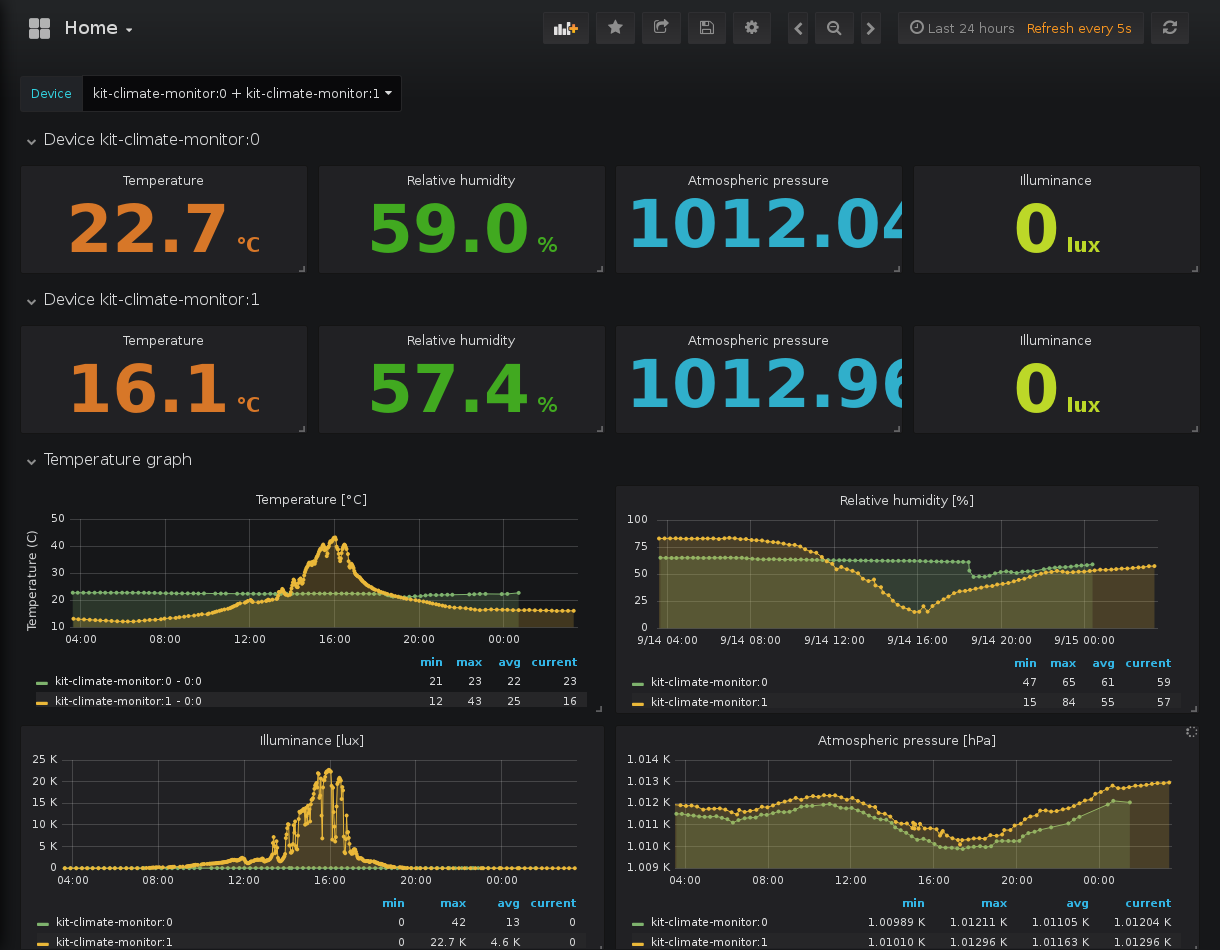 Home
Last 24 hours Refresh every 5s
Device kit-climate-monitor:0 + kit-climate-monitor:1
Device kit-climate-monitor:0
Temperature Relative humidity Atmospheric pressure Illuminance
22.7 °C 59.0 % 1012.04 0 lux
Device kit-climate-monitor:1
Temperature Relative humidity Atmospheric pressure Illuminance
16.1 °C 57.4 % 1012.96 0 lux
Temperature graph
Temperature [°C]
Temperature (C)
50
40
30
20
10
04:00 08:00 12:00 16:00 20:00 00:00
min max avg current
kit-climate-monitor:0 - 0:0 21 23 22 23
kit-climate-monitor:1 - 0:0 12 43 25 16
Relative humidity [%]
100
75
50
25
0
9/14 04:00 9/14 08:00 9/14 12:00 9/14 16:00 9/14 20:00 9/15 00:00
min max avg current
kit-climate-monitor:0 47 65 61 59
kit-climate-monitor:1 15 84 55 57
Illuminance [lux]
25 K
20 K
15 K
10 K
5 K
0
04:00 08:00 12:00 16:00 20:00 00:00
min max avg current
kit-climate-monitor:0 0 42 13 0
kit-climate-monitor:1 0 22.7 K 4.6 K 0
Atmospheric pressure [hPa]
1.014 K
1.013 K
1.012 K
1.011 K
1.010 K
1.009 K
04:00 08:00 12:00 16:00 20:00 00:00
min max avg current
kit-climate-monitor:0 1.00989 K 1.01211 K 1.01105 K 1.01204 K
kit-climate-monitor:1 1.01010 K 1.01296 K 1.01163 K 1.01296 K